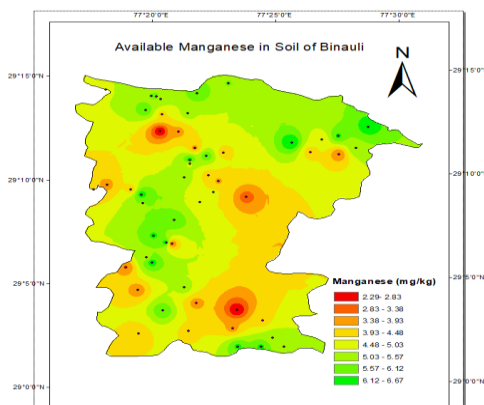 77°20'0"E 77°25'0"E 77°30'0"E
Available Manganese in Soil of Binauli
N
29°15'0"N 29°15'0"N
29°10'0"N 29°10'0"N
29°5'0"N 29°5'0"N
29°0'0"N 29°0'0"N
Manganese (mg/kg)
2.29- 2.83
2.83 - 3.38
3.38 - 3.93
3.93 - 4.48
4.48 - 5.03
5.03 - 5.57
5.57 - 6.12
6.12 - 6.67